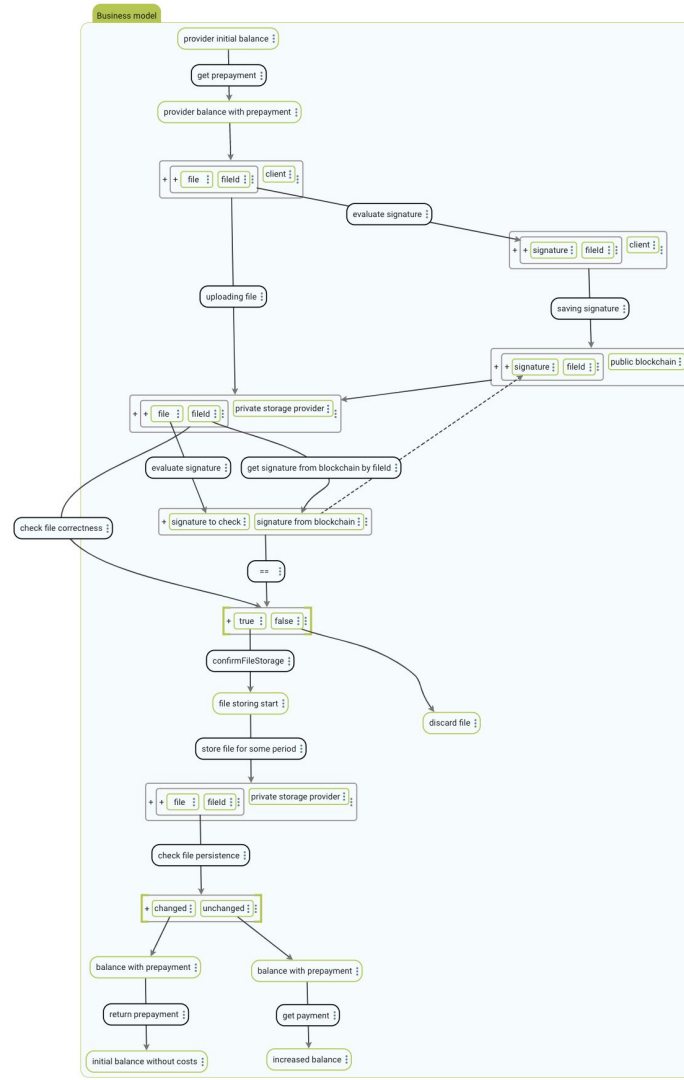 Business model
provider initial balance
get prepayment
provider balance with prepayment
+ + file fileId client
evaluate signature
+ + signature fileId client
uploading file
saving signature
+ + signature fileId public blockchain
+ + file fileId private storage provider
evaluate signature
get signature from blockchain by fileId
check file correctness
+ signature to check signature from blockchain
==
+ true false
confirmFileStorage
file storing start
discard file
store file for some period
+ + file fileId private storage provider
check file persistence
+ changed unchanged
balance with prepayment
balance with prepayment
return prepayment
get payment
initial balance without costs
increased balance